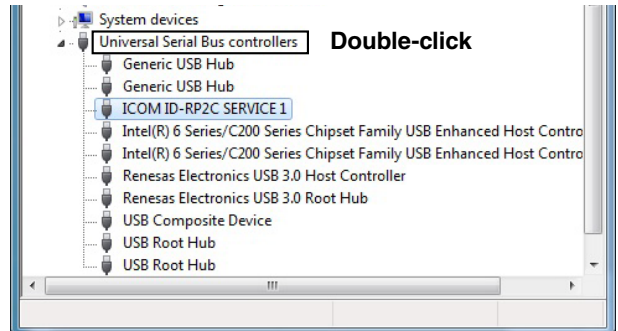 System devices
Universal Serial Bus controllers Double-click
Generic USB Hub
Generic USB Hub
ICOM ID-RP2C SERVICE 1
Intel(R) 6 Series/C200 Series Chipset Family USB Enhanced Host Contro
Intel(R) 6 Series/C200 Series Chipset Family USB Enhanced Host Contro
Renesas Electronics USB 3.0 Host Controller
Renesas Electronics USB 3.0 Root Hub
USB Composite Device
USB Root Hub
USB Root Hub